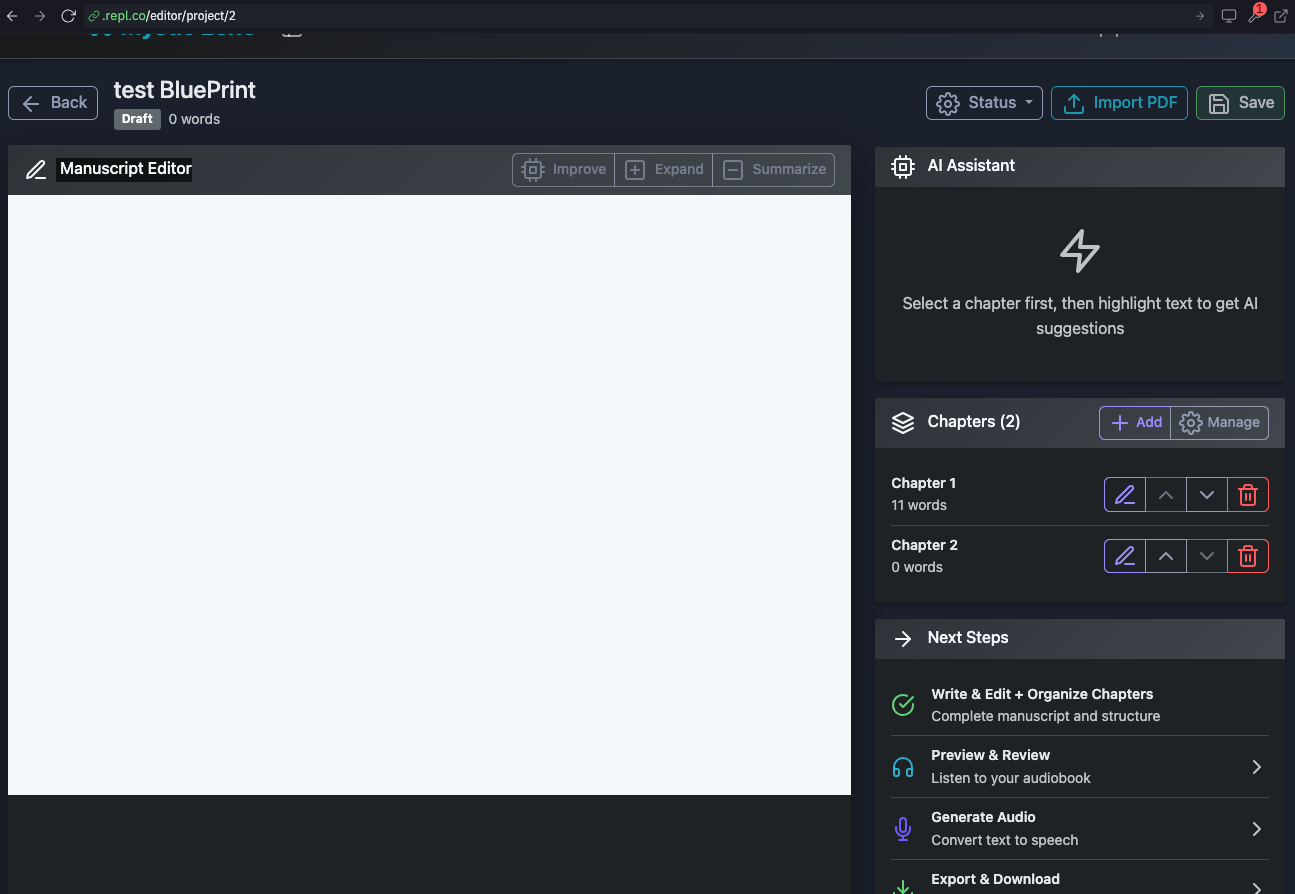 .repl.co/editor/project/2
1
Back
test BluePrint
Draft 0 words
Status
Import PDF
Save
Manuscript Editor
Improve
Expand
Summarize
AI Assistant
Select a chapter first, then highlight text to get AI
suggestions
Chapters (2)
Add
Manage
Chapter 1
11 words
Chapter 2
0 words
Next Steps
Write & Edit + Organize Chapters
Complete manuscript and structure
Preview & Review
Listen to your audiobook
Generate Audio
Convert text to speech
Export & Download